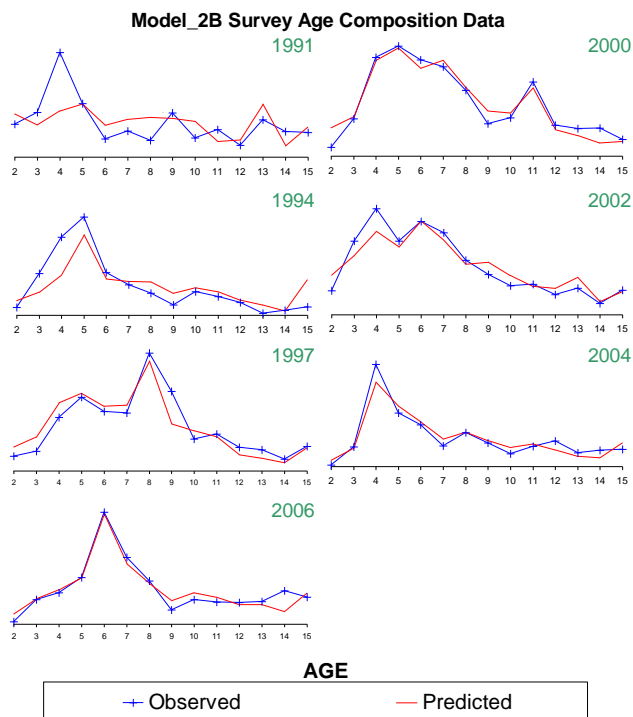 Model_2B Survey Age Composition Data
1991
2 3 4 5 6 7 8 9 10 11 12 13 14 15
2000
2 3 4 5 6 7 8 9 10 11 12 13 14 15
1994
2 3 4 5 6 7 8 9 10 11 12 13 14 15
2002
2 3 4 5 6 7 8 9 10 11 12 13 14 15
1997
2 3 4 5 6 7 8 9 10 11 12 13 14 15
2004
2 3 4 5 6 7 8 9 10 11 12 13 14 15
2006
2 3 4 5 6 7 8 9 10 11 12 13 14 15
AGE
Observed Predicted